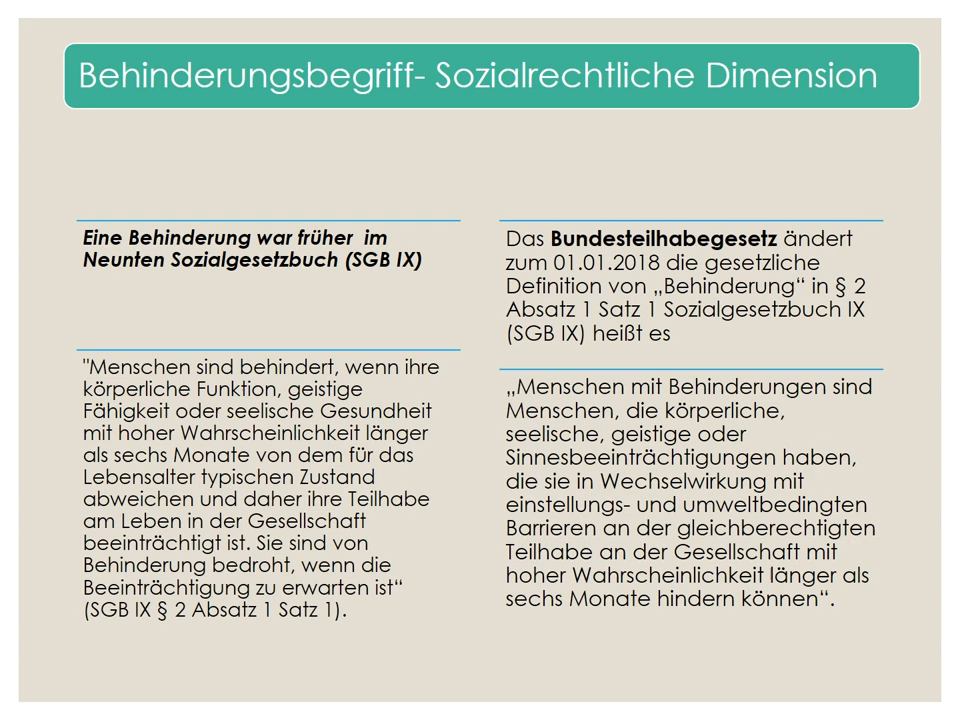 Behinderungsbegriff- Sozialrechtliche Dimension
Eine Behinderung war früher  im
Neunten Sozialgesetzbuch (SGB IX)
"Menschen sind behindert, wenn ihre
körperliche Funktion, geistige
Fähigkeit oder seelische Gesundheit
mit hoher Wahrscheinlichkeit länger
als sechs Monate von dem für das
Lebensalter typischen Zustand
abweichen und daher ihre Teilhabe
am Leben in der Gesellschaft
beeinträchtigt ist. Sie sind von
Behinderung bedroht, wenn die
Beeinträchtigung zu erwarten ist“
(SGB IX § 2 Absatz 1 Satz 1).
Das Bundesteilhabegesetz ändert
zum 01.01.2018 die gesetzliche
Definition von „Behinderung“ in § 2
Absatz 1 Satz 1 Sozialgesetzbuch IX
(SGB IX) heißt es
„Menschen mit Behinderungen sind
Menschen, die körperliche,
seelische, geistige oder
Sinnesbeeinträchtigungen haben,
die sie in Wechselwirkung mit
einstellungs- und umweltbedingten
Barrieren an der gleichberechtigten
Teilhabe an der Gesellschaft mit
hoher Wahrscheinlichkeit länger als
sechs Monate hindern können“.